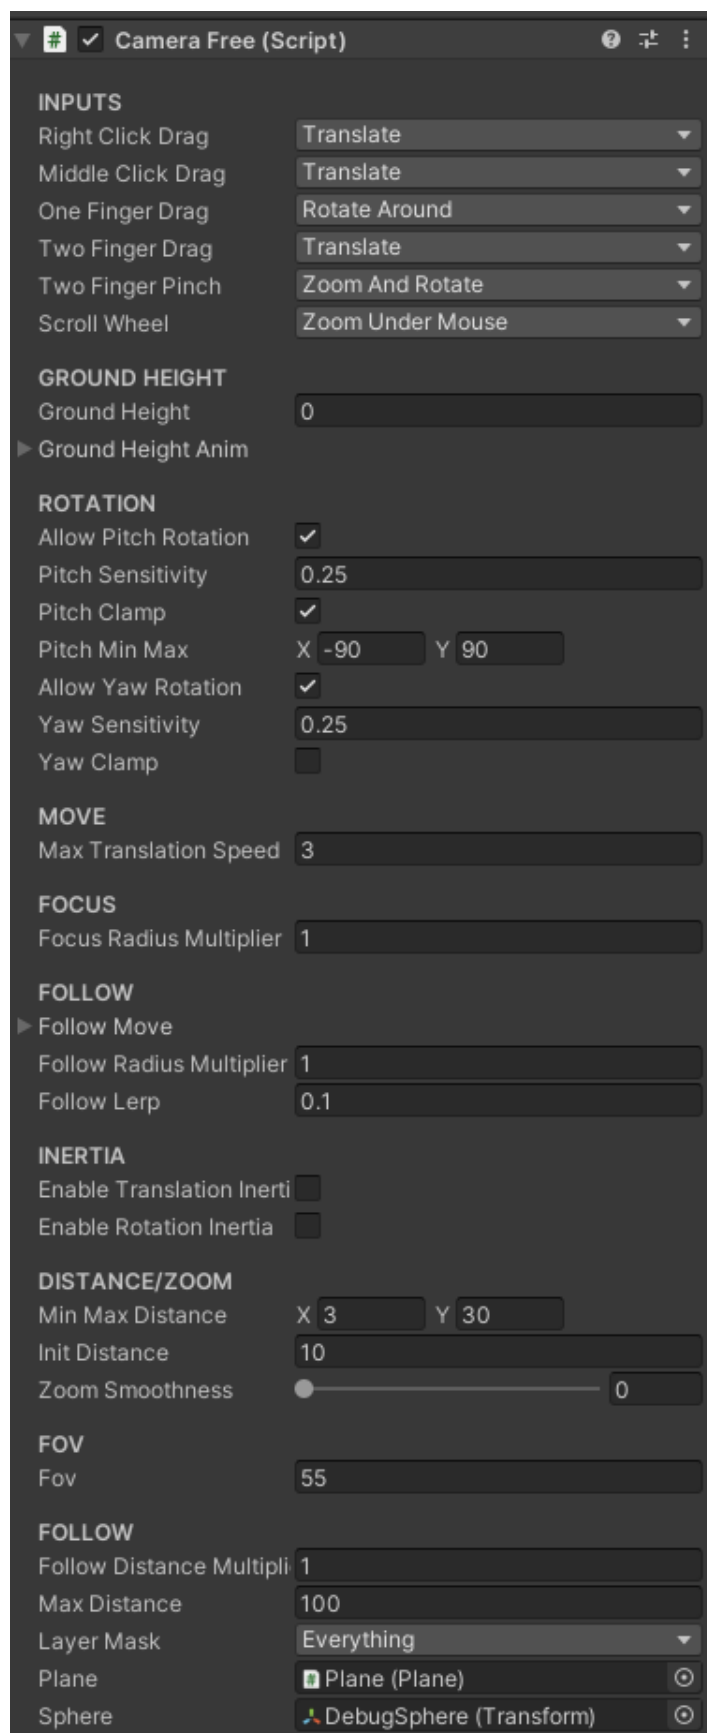 Camera Free (Script)
INPUTS
Right Click Drag Translate
Middle Click Drag Translate
One Finger Drag Rotate Around
Two Finger Drag Translate
Two Finger Pinch Zoom And Rotate
Scroll Wheel Zoom Under Mouse
GROUND HEIGHT
Ground Height 0
Ground Height Anim
ROTATION
Allow Pitch Rotation
Pitch Sensitivity 0.25
Pitch Clamp
Pitch Min Max X -90 Y 90
Allow Yaw Rotation
Yaw Sensitivity 0.25
Yaw Clamp
MOVE
Max Translation Speed 3
FOCUS
Focus Radius Multiplier 1
FOLLOW
Follow Move
Follow Radius Multiplier 1
Follow Lerp 0.1
INERTIA
Enable Translation Inerti
Enable Rotation Inertia
DISTANCE/ZOOM
Min Max Distance X 3 Y 30
Init Distance 10
Zoom Smoothness 0
FOV
Fov 55
FOLLOW
Follow Distance Multipli 1
Max Distance 100
Layer Mask Everything
Plane # Plane (Plane)
Sphere DebugSphere (Transform)